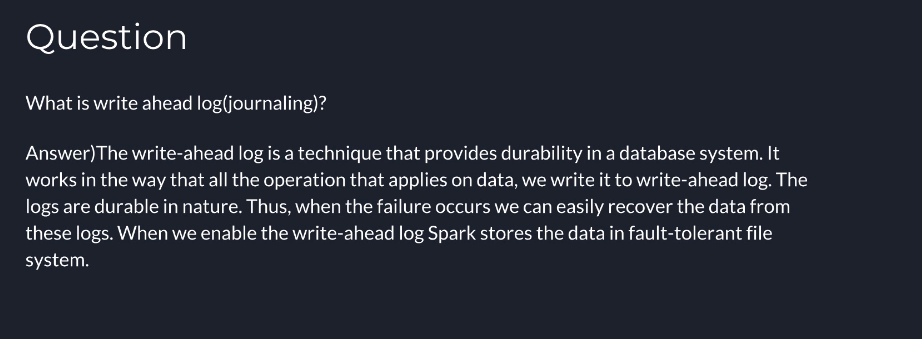 Question
What is write ahead log(journaling)?
Answer)The write-ahead log is a technique that provides durability in a database system. It
works in the way that all the operation that applies on data, we write it to write-ahead log. The
logs are durable in nature. Thus, when the failure occurs we can easily recover the data from
these logs. When we enable the write-ahead log Spark stores the data in fault-tolerant file
system.